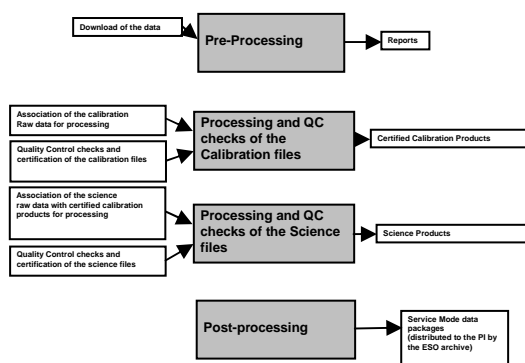 Download of the data
Pre-Processing
Reports
Association of the calibration
Raw data for processing
Quality Control checks and
certification of the calibration files
Processing and QC
checks of the
Calibration files
Certified Calibration Products
Association of the science
raw data with certified calibration
products for processing
Quality Control checks and
certification of the science files
Processing and QC
checks of the Science
files
Science Products
Post-processing
Service Mode data
packages
(distributed to the PI by
the ESO archive)